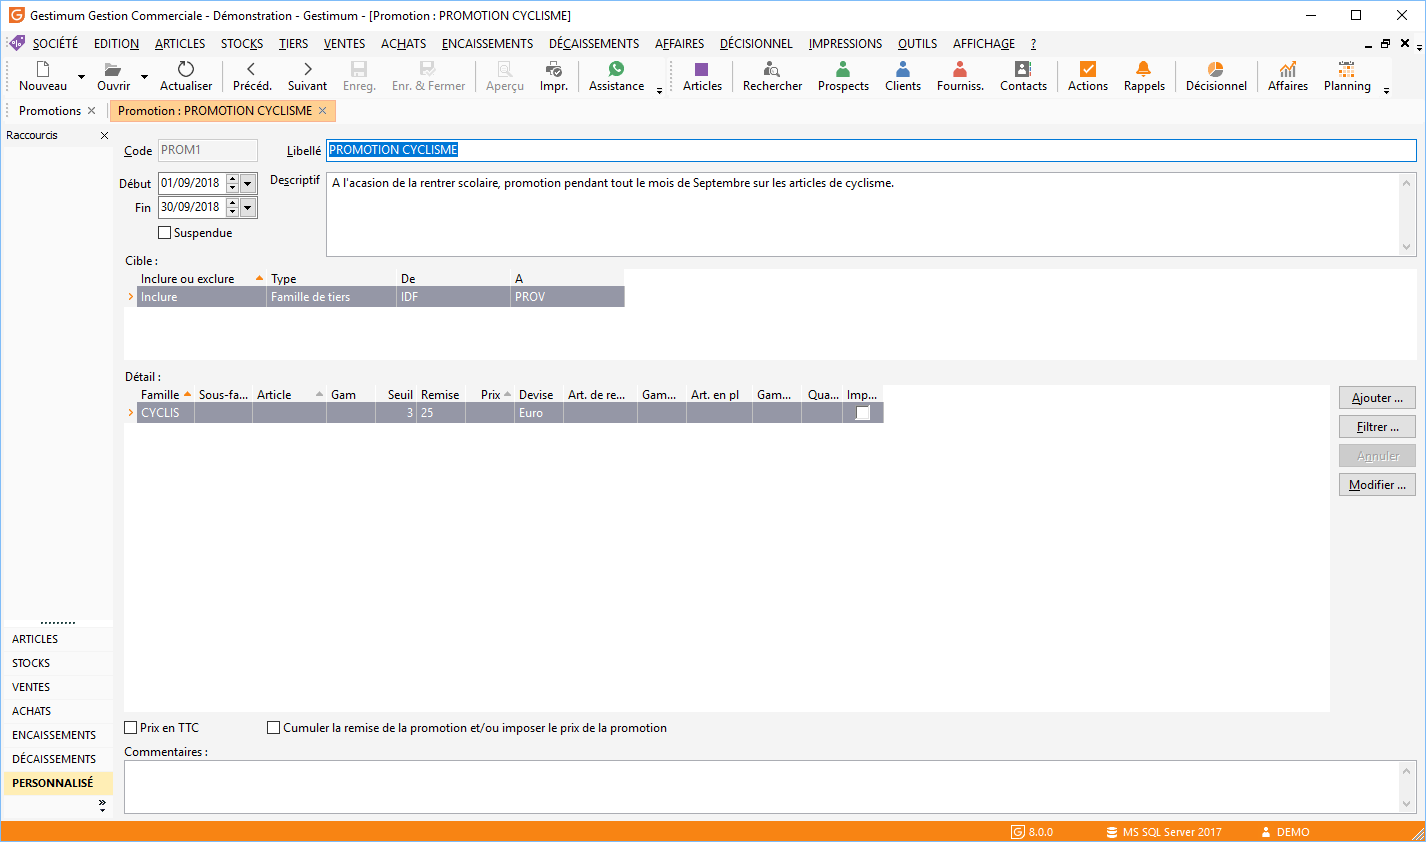 Gestimum Gestion Commerciale - Démonstration - Gestimum - [Promotion : PROMOTION CYCLISME]
SOCIÉTÉ EDITION ARTICLES STOCKS TIERS VENTES ACHATS ENCAISSEMENTS DÉCAISSEMENTS AFFAIRES DÉCISIONNEL IMPRESSIONS OUTILS AFFICHAGE ?
Nouveau Ouvrir Actualiser Précéd. Suivant Enreg. Enr. & Fermer Aperçu Impr. Assistance Articles Rechercher Prospects Clients Fourniss. Contacts Actions Rappels Décisionnel Affaires Planning
Promotions Promotion : PROMOTION CYCLISME
Raccourcis
Code PROM1 Libellé PROMOTION CYCLISME
Début 01/09/2018 Descriptif A l'acasion de la rentrer scolaire, promotion pendant tout le mois de Septembre sur les articles de cyclisme.
Fin 30/09/2018
Suspendue
Cible :
Inclure ou exclure Type De A
Inclure Famille de tiers IDF PROV
Détail :
Famille Sous-fa... Article Gam Seuil Remise Prix Devise Art. de re... Gam... Art. en pl Gam... Qua... Imp...
CYCLIS 3 25 Euro
Ajouter ...
Filtrer ...
Annuler
Modifier ...
ARTICLES
STOCKS
VENTES
ACHATS
ENCAISSEMENTS
DÉCAISSEMENTS
PERSONNALISÉ
Prix en TTC Cumuler la remise de la promotion et/ou imposer le prix de la promotion
Commentaires :
8.0.0 MS SQL Server 2017 DEMO